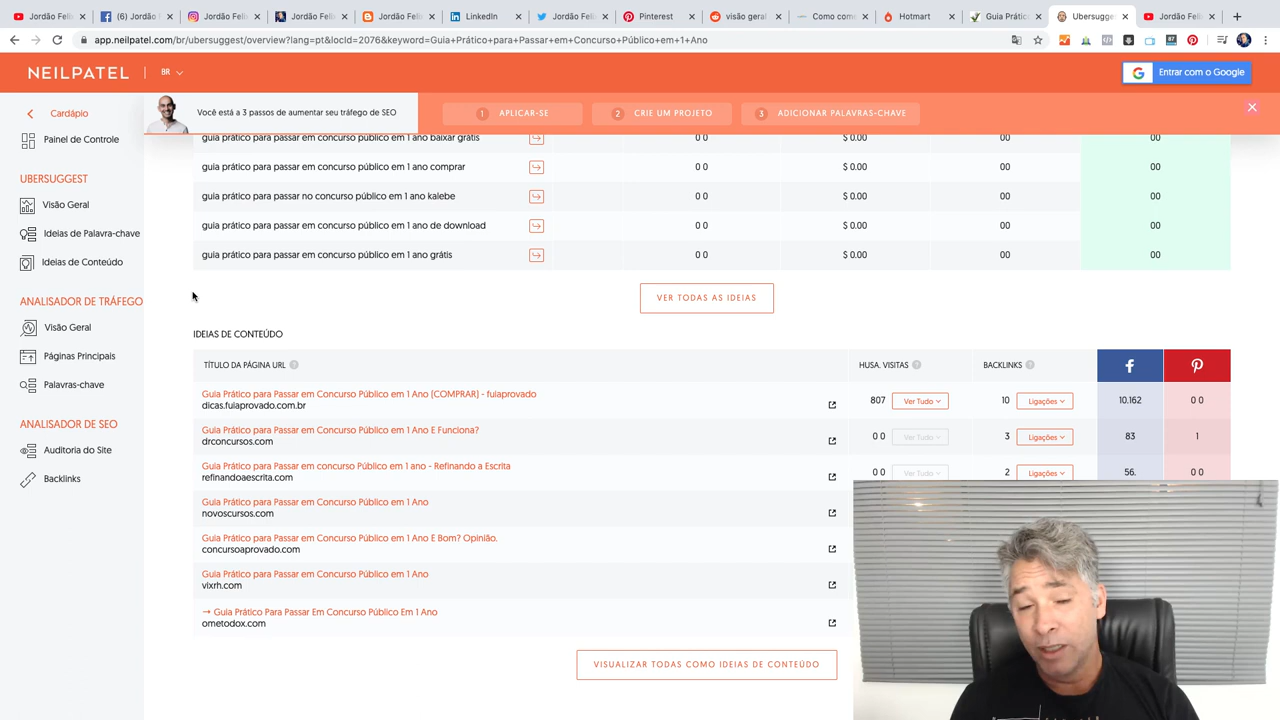 Jordão Feli
(6) Jordão F
Jordão Felix
Jordão Felix
Jordão Felix
LinkedIn
Jordão Feli
Pinterest
visão geral
Como come
Hotmart
Guia Prátic
Ubersugges
Jordão Feli
app.neilpatel.com/br/ubersuggest/overview?lang=pt&locId=2076&keyword=Guia+Prático+para+Passar+em+Concurso+Público+em+1+Ano
NEILPATEL
BR
Entrar com o Google
Cardápio
Você está a 3 passos de aumentar seu tráfego de SEO
1 APLICAR-SE
2 CRIE UM PROJETO
3 ADICIONAR PALAVRAS-CHAVE
Painel de Controle
UBERSUGGEST
Visão Geral
Ideias de Palavra-chave
Ideias de Conteúdo
ANALISADOR DE TRÁFEGO
Visão Geral
Páginas Principais
Palavras-chave
ANALISADOR DE SEO
Auditoria do Site
Backlinks
guia prático para passar em concurso público em 1 ano baixar grátis 0 0 $ 0.00 00 00
guia prático para passar em concurso público em 1 ano comprar 0 0 $ 0.00 00 00
guia prático para passar no concurso público em 1 ano kalebe 0 0 $ 0.00 00 00
guia prático para passar em concurso público em 1 ano de download 0 0 $ 0.00 00 00
guia prático para passar em concurso público em 1 ano grátis 0 0 $ 0.00 00 00
VER TODAS AS IDEIAS
IDEIAS DE CONTEÚDO
TÍTULO DA PÁGINA URL ? HUSA. VISITAS ? BACKLINKS ?
Guia Prático para Passar em Concurso Público em 1 Ano [COMPRAR] - fuiaprovado
dicas.fuiaprovado.com.br
807 Ver Tudo 10 Ligações 10.162 0 0
Guia Prático para Passar em Concurso Público em 1 Ano E Funciona?
drconcursos.com
0 0 Ver Tudo 3 Ligações 83 1
Guia Prático para Passar em concurso Público em 1 ano - Refinando a Escrita
refinandoaescrita.com
0 0 Ver Tudo 2 Ligações 56. 0 0
Guia Prático para Passar em Concurso Público em 1 Ano
novoscursos.com
Guia Prático para Passar em Concurso Público em 1 Ano E Bom? Opinião.
concursoaprovado.com
Guia Prático para Passar em Concurso Público em 1 Ano
vixrh.com
→ Guia Prático Para Passar Em Concurso Público Em 1 Ano
ometodox.com
VISUALIZAR TODAS COMO IDEIAS DE CONTEÚDO